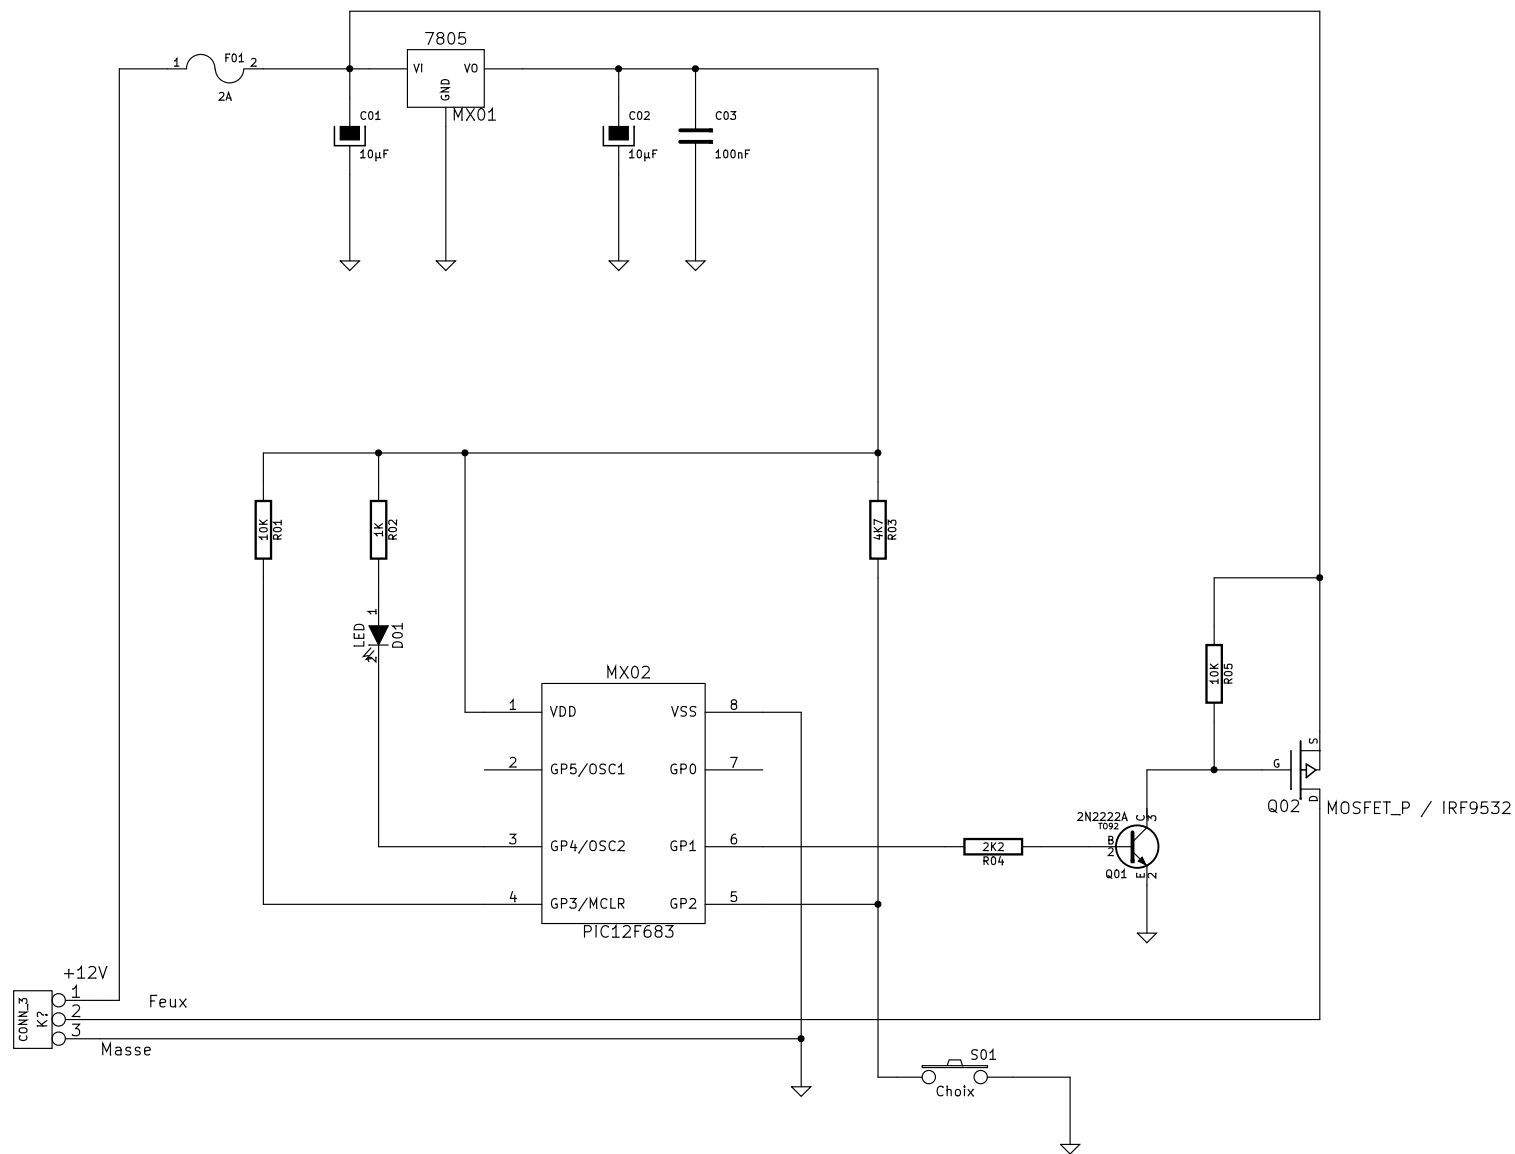 7805
1 F01 2
2A
VI VO
GND
MX01
C01
10µF
C02
10µF
C03
100nF
10K
R01
1K
R02
4K7
R03
1
LED
D01
2
MX02
1 VDD VSS 8
2 GP5/OSC1 GP0 7
3 GP4/OSC2 GP1 6
4 GP3/MCLR GP2 5
PIC12F683
2K2
R04
10K
R05
2N2222A
TO92
C 3
B
2
Q01
E 2
S
G
D
Q02
MOSFET_P / IRF9532
+12V
CONN_3
K?
1
2
3
Feux
Masse
S01
Choix